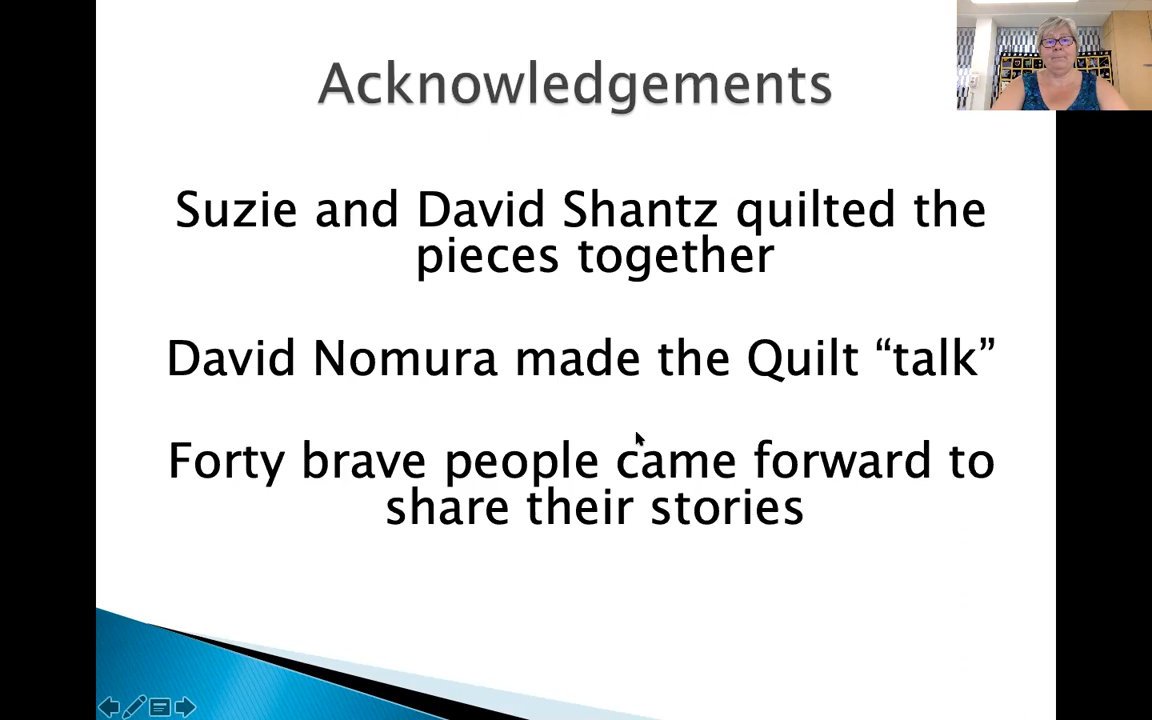 Acknowledgements
Suzie and David Shantz quilted the
pieces together
David Nomura made the Quilt “talk”
Forty brave people came forward to
share their stories